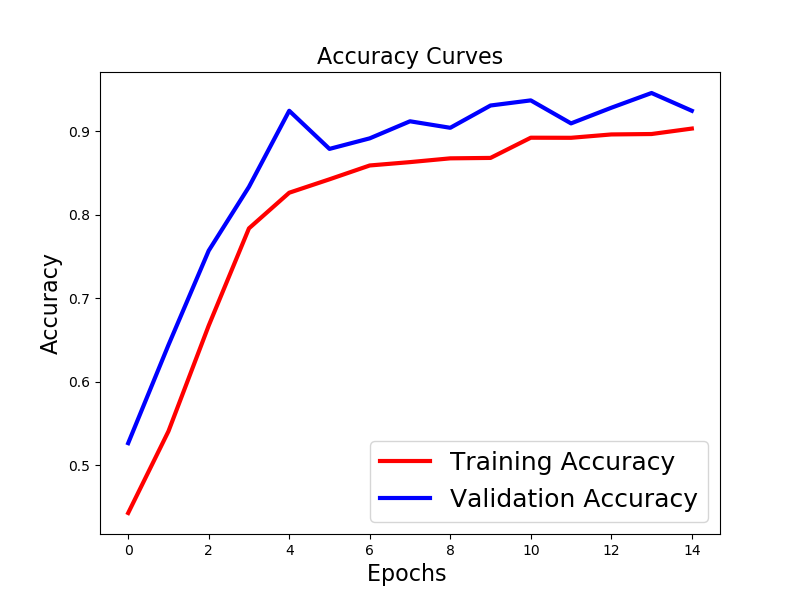 Accuracy Curves
Accuracy
0.9
0.8
0.7
0.6
0.5
Training Accuracy
Validation Accuracy
0 2 4 6 8 10 12 14
Epochs